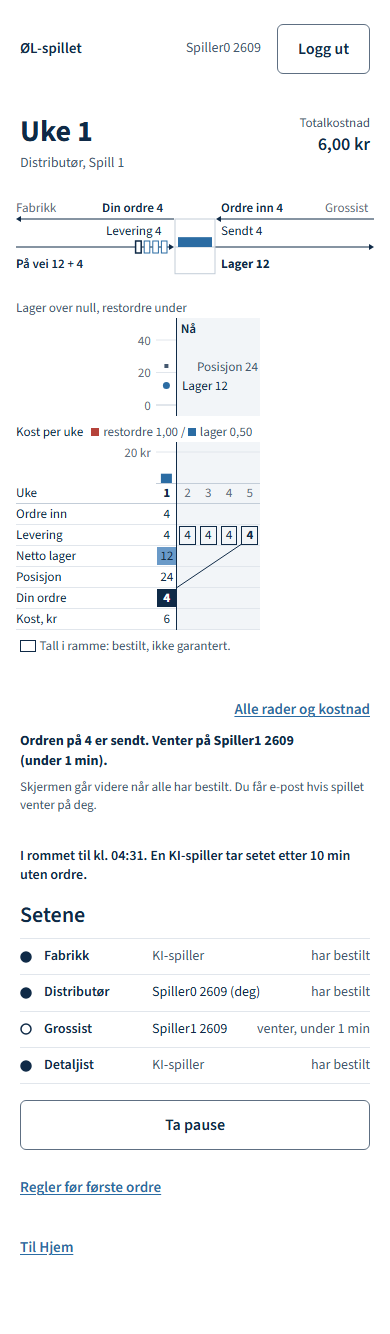 ØL-spillet
Spiller0 2609
Logg ut
Uke 1
Distributør, Spill 1
Totalkostnad
6,00 kr
Fabrikk
Din ordre 4
Ordre inn 4
Grossist
Levering 4
Sendt 4
På vei 12 + 4
Lager 12
Lager over null, restordre under
Nå
40
Posisjon 24
20
Lager 12
0
Kost per uke restordre 1,00 / lager 0,50
20 kr
Uke 1 2 3 4 5
Ordre inn 4
Levering 4 4 4 4 4
Netto lager 12
Posisjon 24
Din ordre 4
Kost, kr 6
Tall i ramme: bestilt, ikke garantert.
Alle rader og kostnad
Ordren på 4 er sendt. Venter på Spiller1 2609
(under 1 min).
Skjermen går videre når alle har bestilt. Du får e-post hvis spillet
venter på deg.
I rommet til kl. 04:31. En KI-spiller tar setet etter 10 min
uten ordre.
Setene
Fabrikk KI-spiller har bestilt
Distributør Spiller0 2609 (deg) har bestilt
Grossist Spiller1 2609 venter, under 1 min
Detaljist KI-spiller har bestilt
Ta pause
Regler før første ordre
Til Hjem